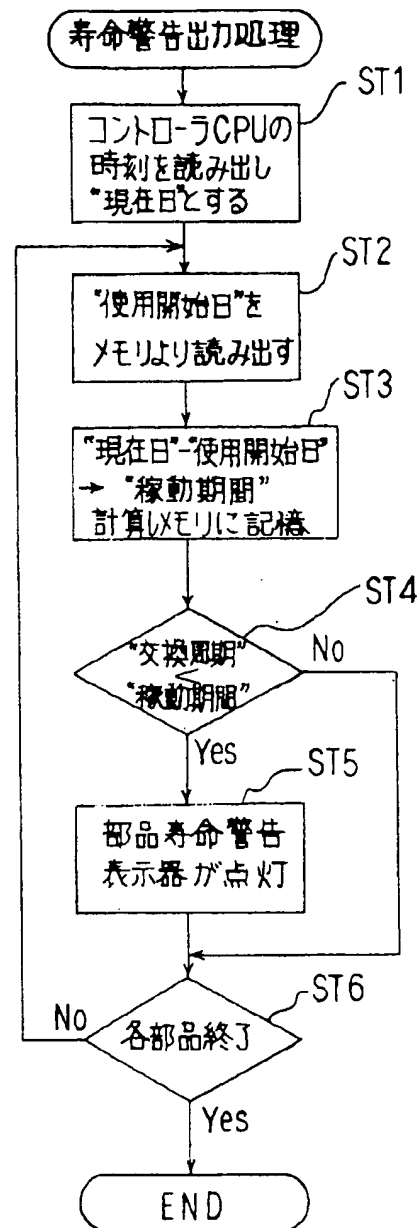 寿命警告出力処理
ST1
コントローラCPUの
時刻を読み出し
"現在日"とする
ST2
"使用開始日"を
メモリより読み出す
ST3
"現在日"-"使用開始日"
→ "稼動期間"
計算しメモリに記憶
ST4
"交換周期"
<
"稼動期間"
No
Yes
ST5
部品寿命警告
表示器が点灯
ST6
No
各部品終了
Yes
END